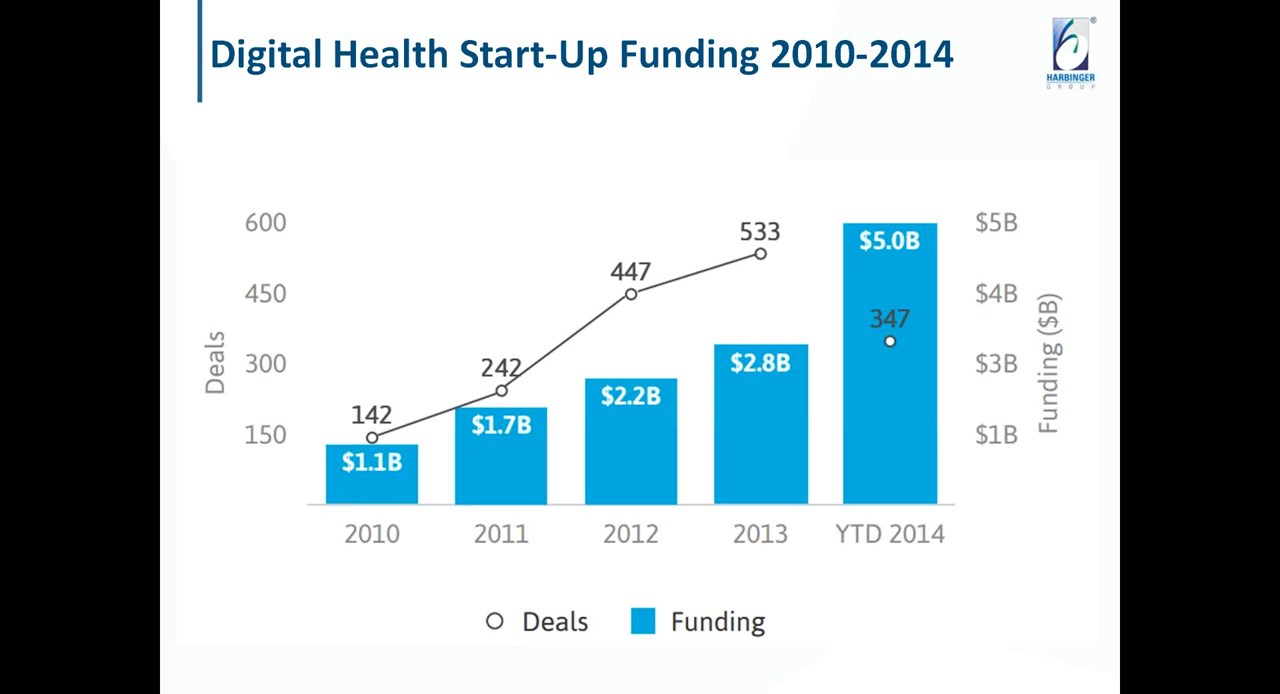 Digital Health Start-Up Funding 2010-2014
®
HARBINGER
GROUP
600
450
300
150
Deals
142
242
447
533
347
$1.1B
$1.7B
$2.2B
$2.8B
$5.0B
$5B
$4B
$3B
$1B
Funding ($B)
2010
2011
2012
2013
YTD 2014
Deals
Funding